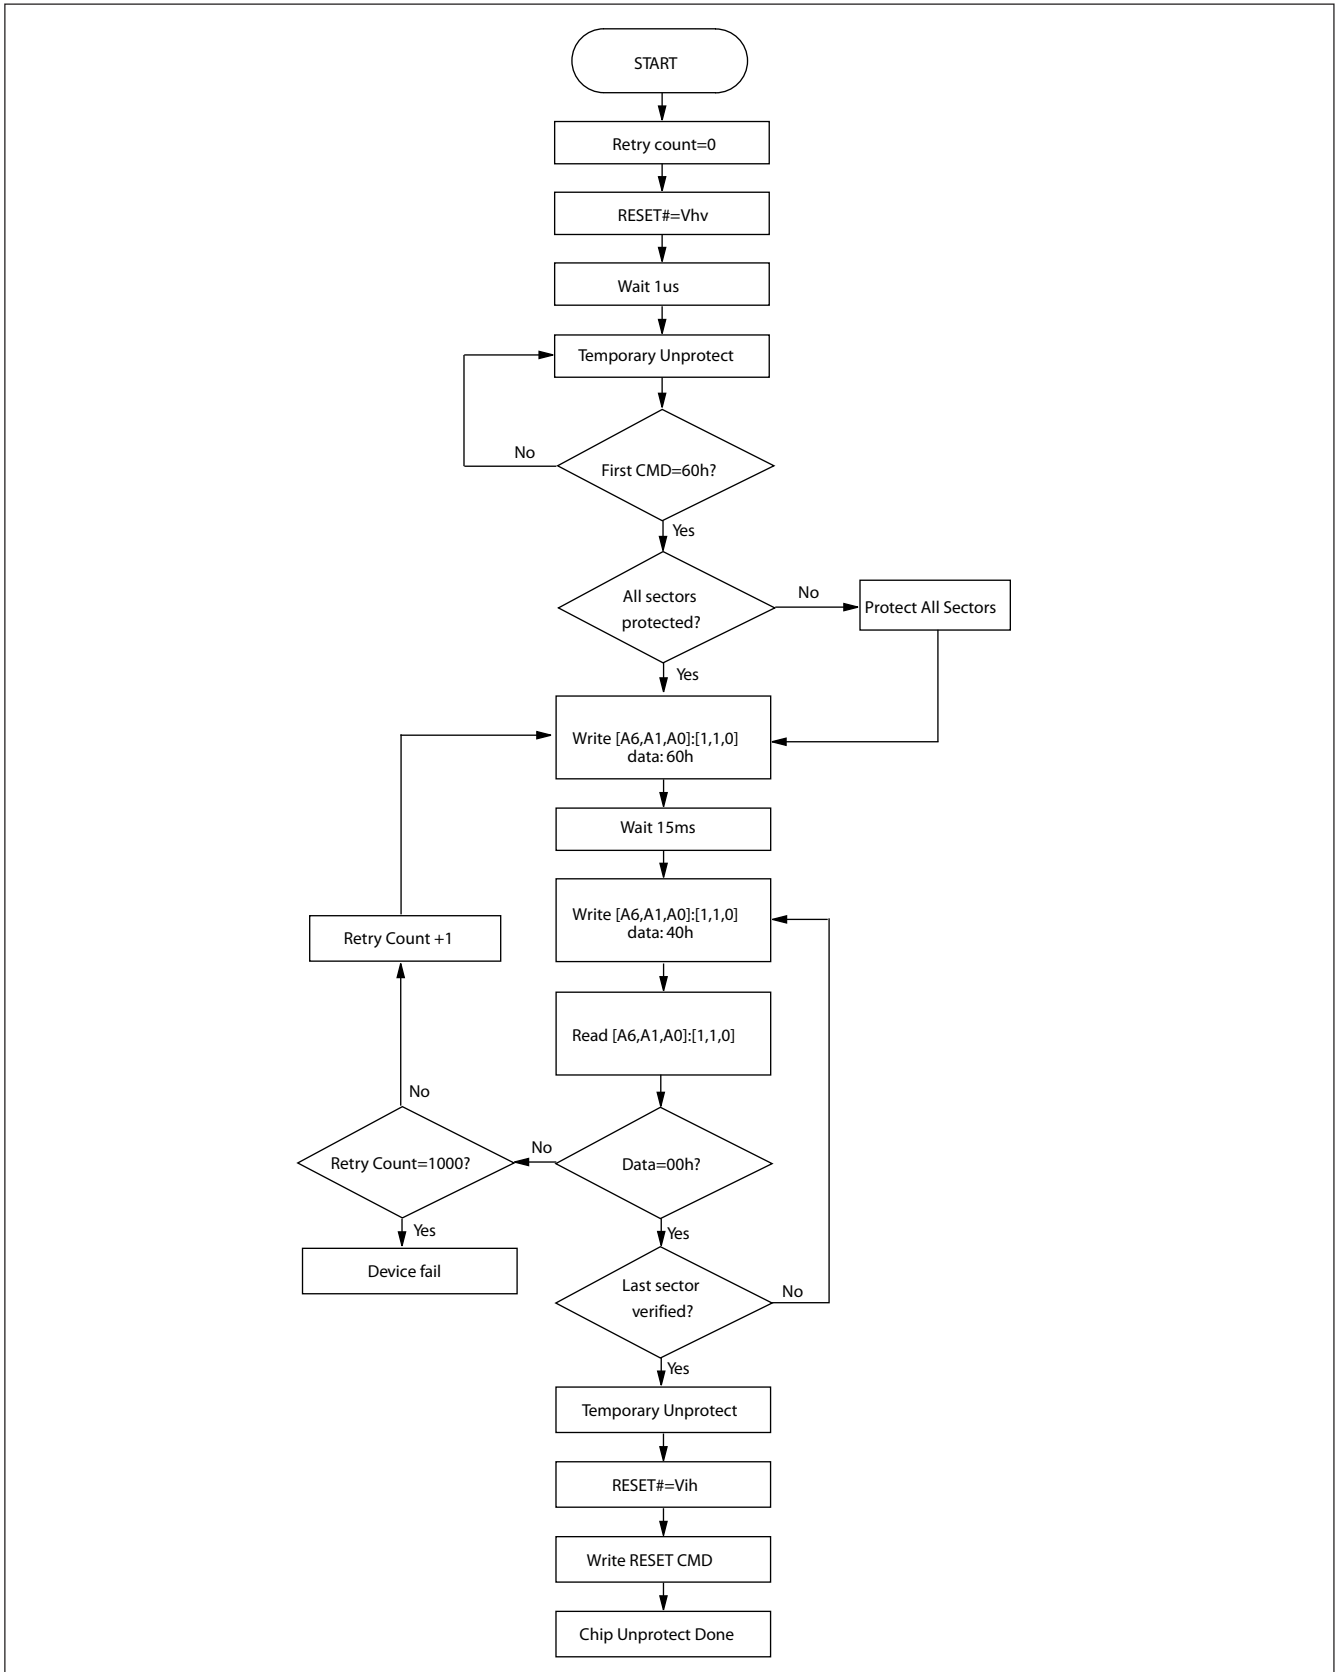 START
Retry count=0
RESET#=Vhv
Wait 1us
Temporary Unprotect
No
First CMD=60h?
Yes
All sectors
protected?
No
Protect All Sectors
Yes
Write [A6,A1,A0]:[1,1,0]
data: 60h
Wait 15ms
Write [A6,A1,A0]:[1,1,0]
data: 40h
Retry Count +1
Read [A6,A1,A0]:[1,1,0]
No
Retry Count=1000?
No
Data=00h?
Yes
Yes
Device fail
Last sector
verified?
No
Yes
Temporary Unprotect
RESET#=Vih
Write RESET CMD
Chip Unprotect Done